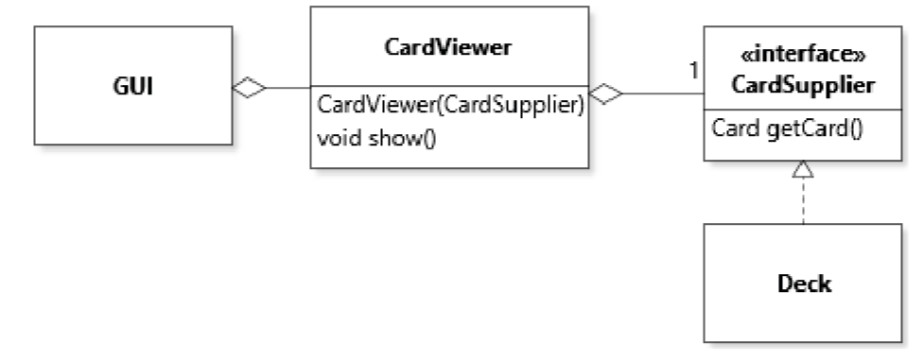 GUI
CardViewer
CardViewer(CardSupplier)
void show()
1
«interface»
CardSupplier
Card getCard()
Deck